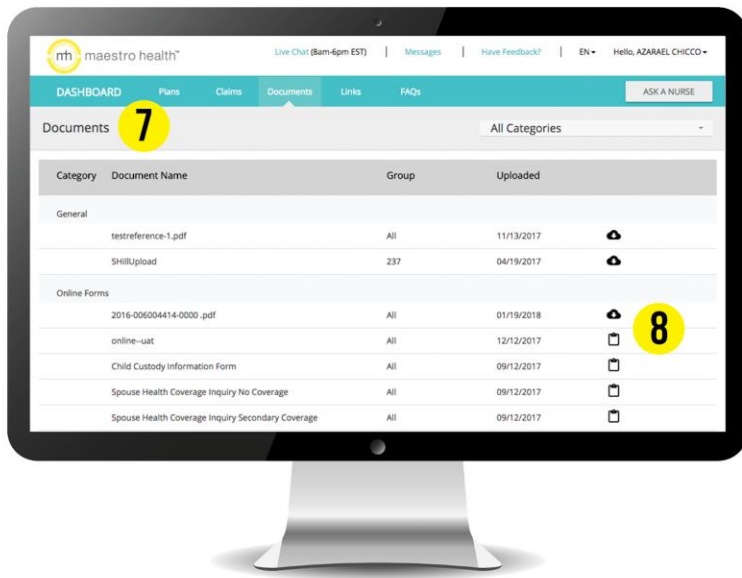 mh maestro health™ Live Chat (8am-6pm EST) | Messages | Have Feedback? | EN Hello, AZARAEL CHICCO
DASHBOARD Plans Claims Documents Links FAQs ASK A NURSE
Documents 7 All Categories
Category Document Name Group Uploaded
General
testreference-1.pdf All 11/13/2017
SHillUpload 237 04/19/2017
Online Forms
2016-006004414-0000 .pdf All 01/19/2018
8
online--uat All 12/12/2017
Child Custody Information Form All 09/12/2017
Spouse Health Coverage Inquiry No Coverage All 09/12/2017
Spouse Health Coverage Inquiry Secondary Coverage All 09/12/2017